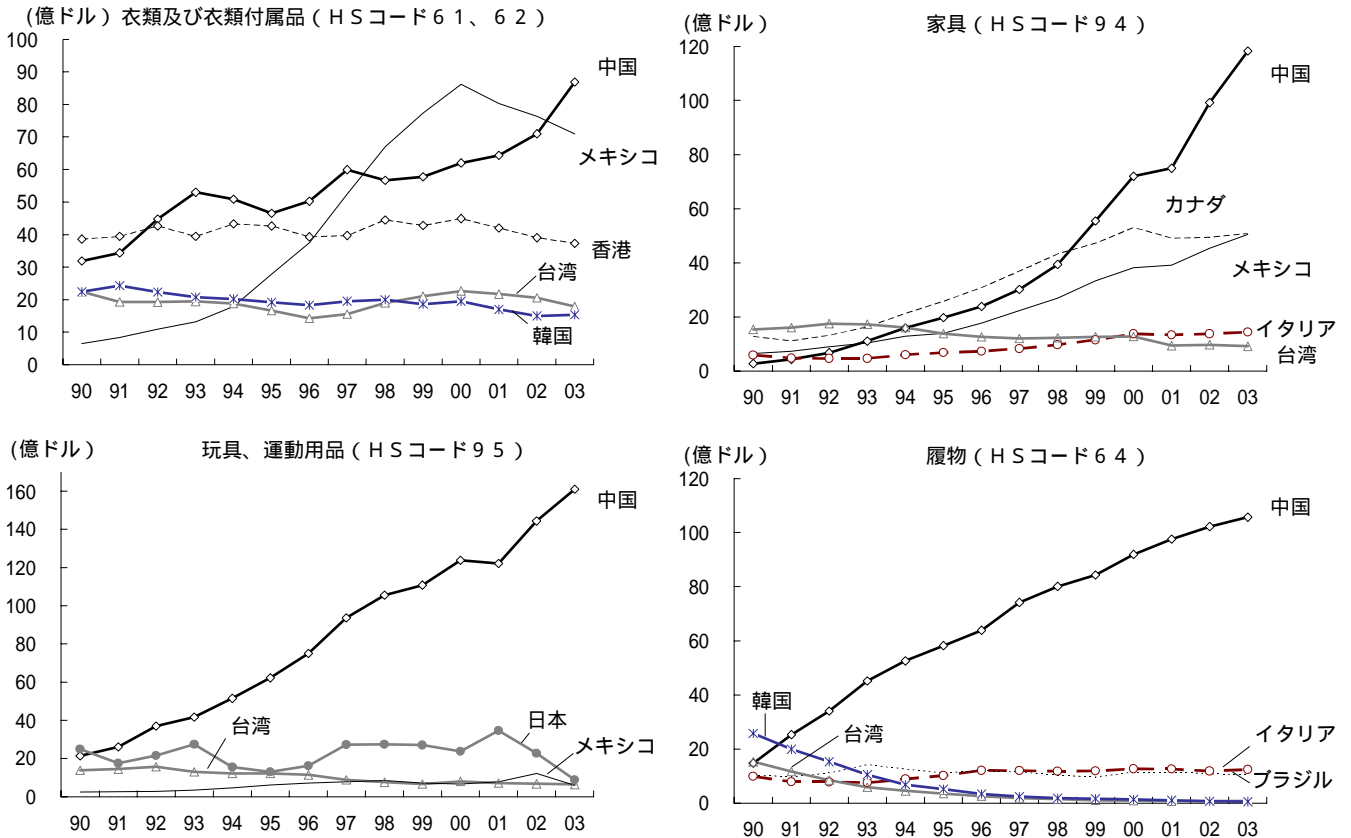 (億ドル) 衣類及び衣類付属品(HSコード61、62)
100
90
80
70
60
50
40
30
20
10
0
中国
メキシコ
香港
台湾
韓国
90 91 92 93 94 95 96 97 98 99 00 01 02 03
(億ドル) 家具(HSコード94)
120
100
80
60
40
20
0
中国
カナダ
メキシコ
イタリア
台湾
90 91 92 93 94 95 96 97 98 99 00 01 02 03
(億ドル) 玩具、運動用品(HSコード95)
160
140
120
100
80
60
40
20
0
中国
台湾
日本
メキシコ
90 91 92 93 94 95 96 97 98 99 00 01 02 03
(億ドル) 履物(HSコード64)
120
100
80
60
40
20
0
中国
韓国
台湾
イタリア
ブラジル
90 91 92 93 94 95 96 97 98 99 00 01 02 03